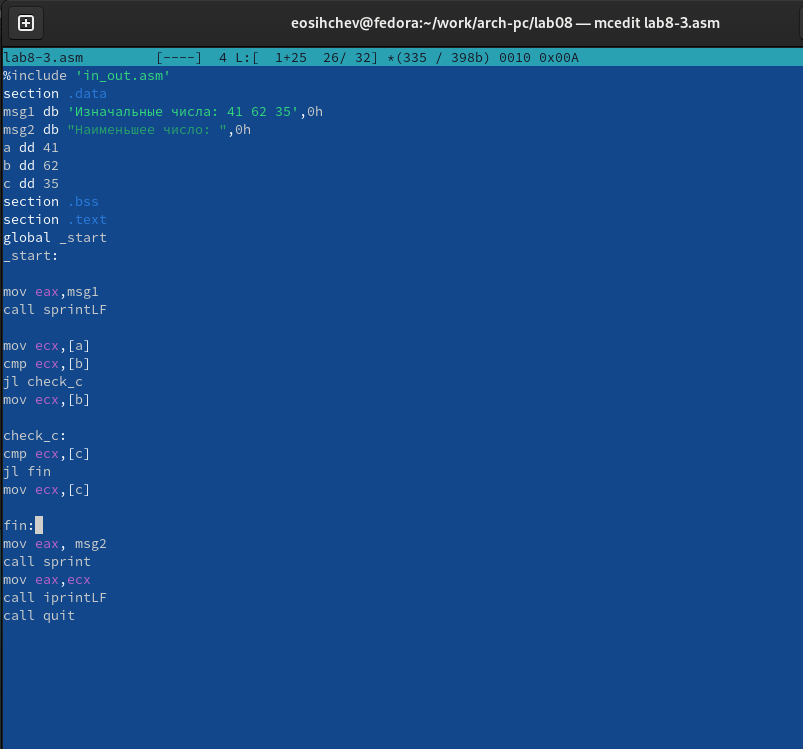 eosihchev@fedora:~/work/arch-pc/lab08 — mcedit lab8-3.asm
lab8-3.asm         [----]  4 L:[  1+25  26/ 32] *(335 / 398b) 0010 0x00A
%include 'in_out.asm'
section .data
msg1 db 'Изначальные числа: 41 62 35',0h
msg2 db "Наименьшее число: ",0h
a dd 41
b dd 62
c dd 35
section .bss
section .text
global _start
_start:
mov eax,msg1
call sprintLF
mov ecx,[a]
cmp ecx,[b]
jl check_c
mov ecx,[b]
check_c:
cmp ecx,[c]
jl fin
mov ecx,[c]
fin:
mov eax, msg2
call sprint
mov eax,ecx
call iprintLF
call quit